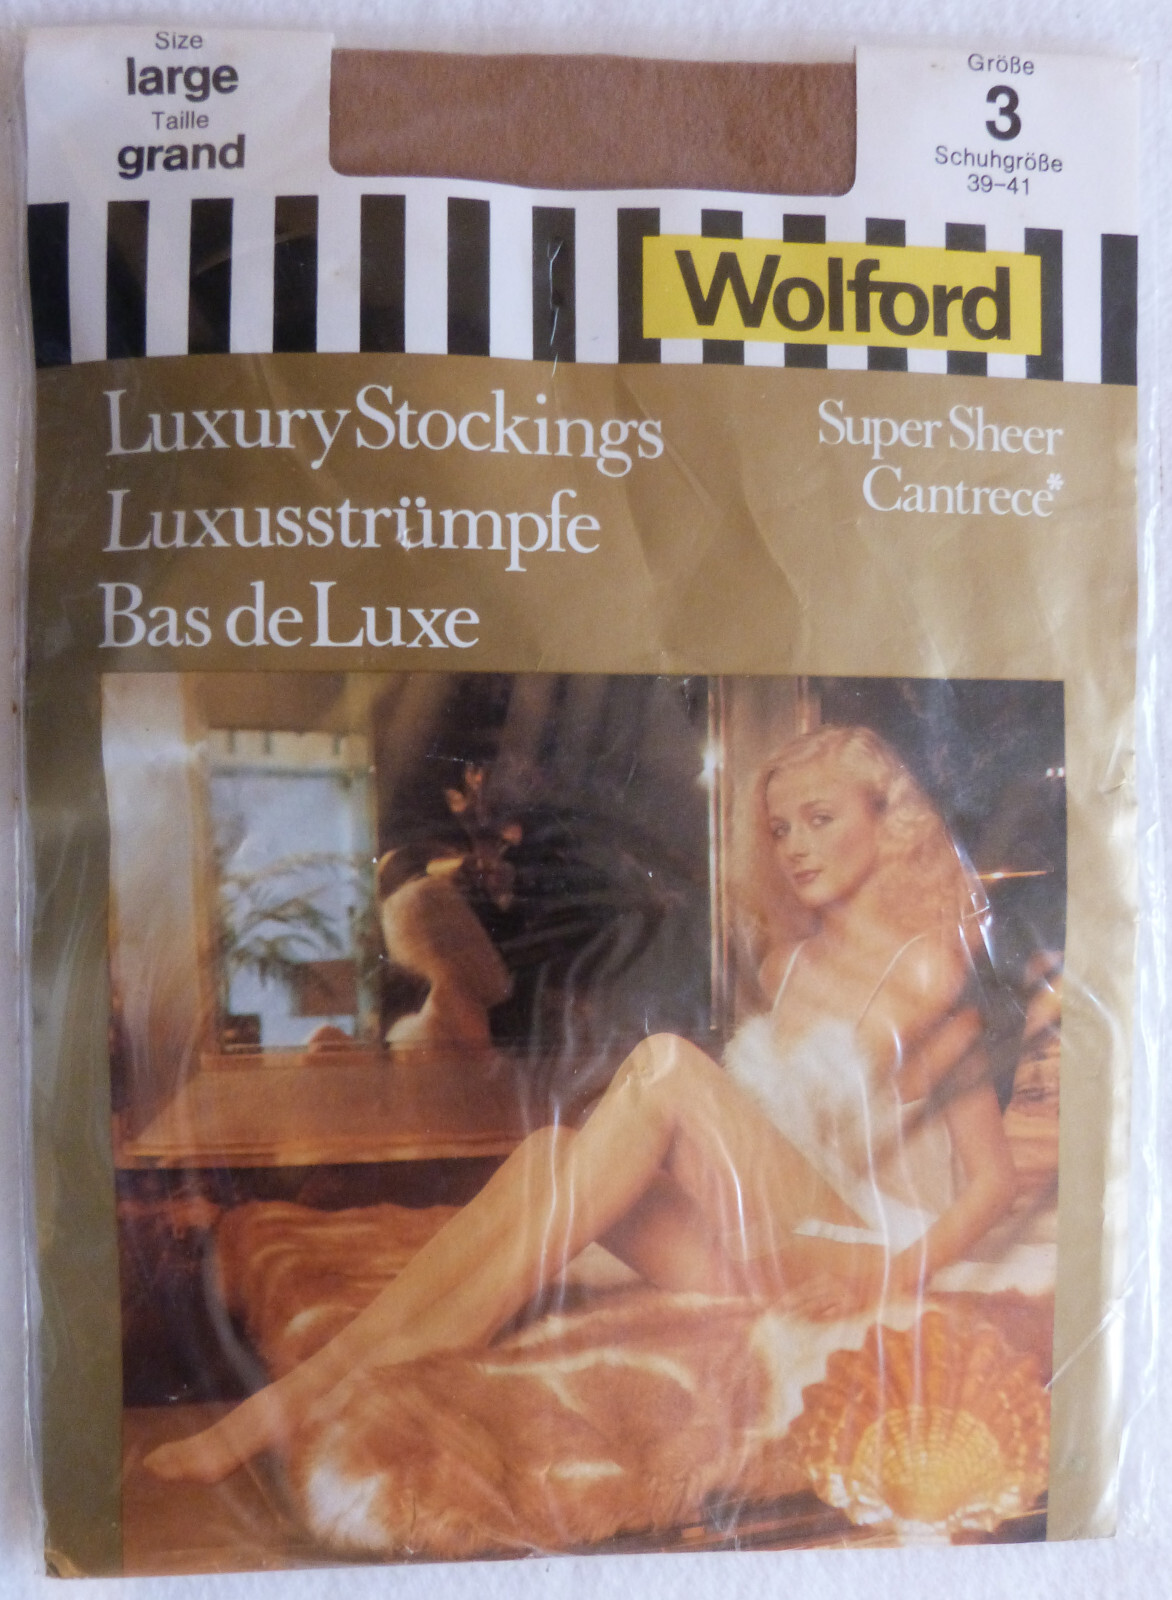 Size
large
Taille
grand
Größe
3
Schuhgröße
39–41
Wolford
Luxury Stockings
Luxusstrümpfe
Bas de Luxe
Super Sheer
Cantrece*